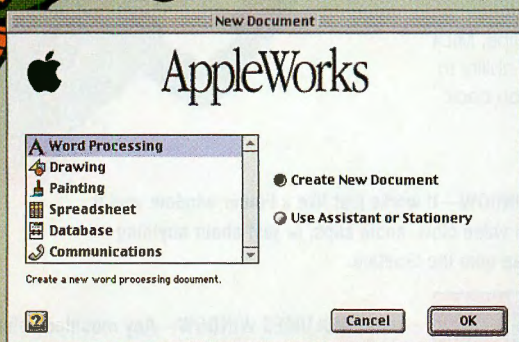 New Document
AppleWorks
Word Processing
Drawing
Painting
Spreadsheet
Database
Communications
Create New Document
Use Assistant or Stationery
Create a new word processing document.
?
Cancel
OK